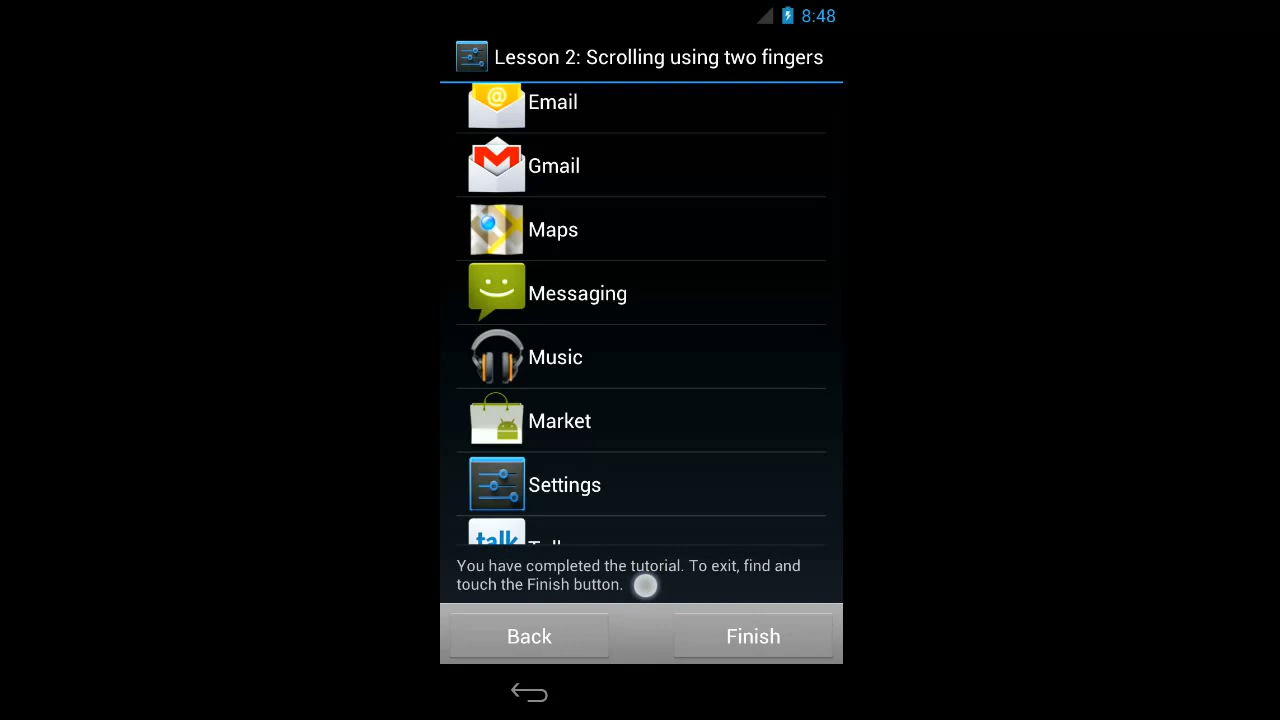 8:48
Lesson 2: Scrolling using two fingers
@
Email
Gmail
Maps
Messaging
Music
Market
Settings
talk
You have completed the tutorial. To exit, find and
touch the Finish button.
Back
Finish